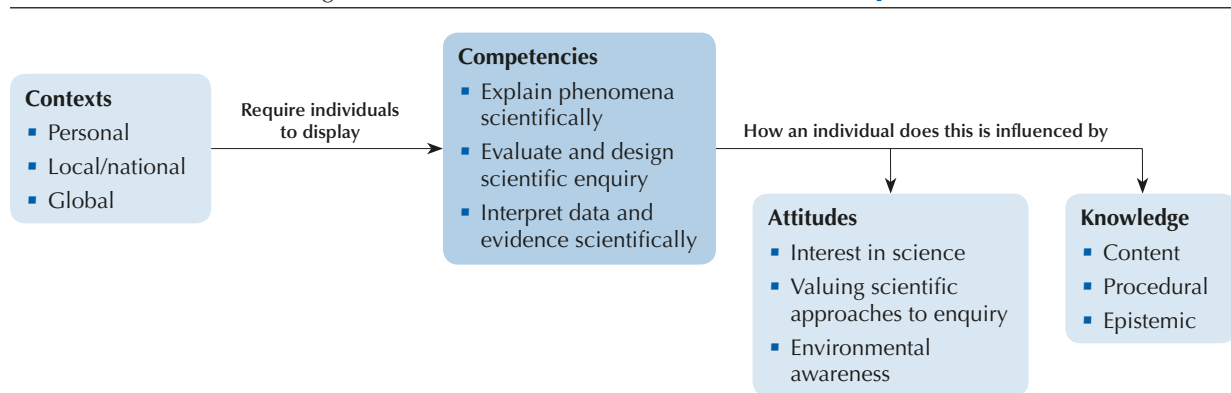 Contexts
▪ Personal
▪ Local/national
▪ Global
Require individuals
to display
Competencies
▪ Explain phenomena
scientifically
▪ Evaluate and design
scientific enquiry
▪ Interpret data and
evidence scientifically
How an individual does this is influenced by
Attitudes
▪ Interest in science
▪ Valuing scientific
approaches to enquiry
▪ Environmental
awareness
Knowledge
▪ Content
▪ Procedural
▪ Epistemic